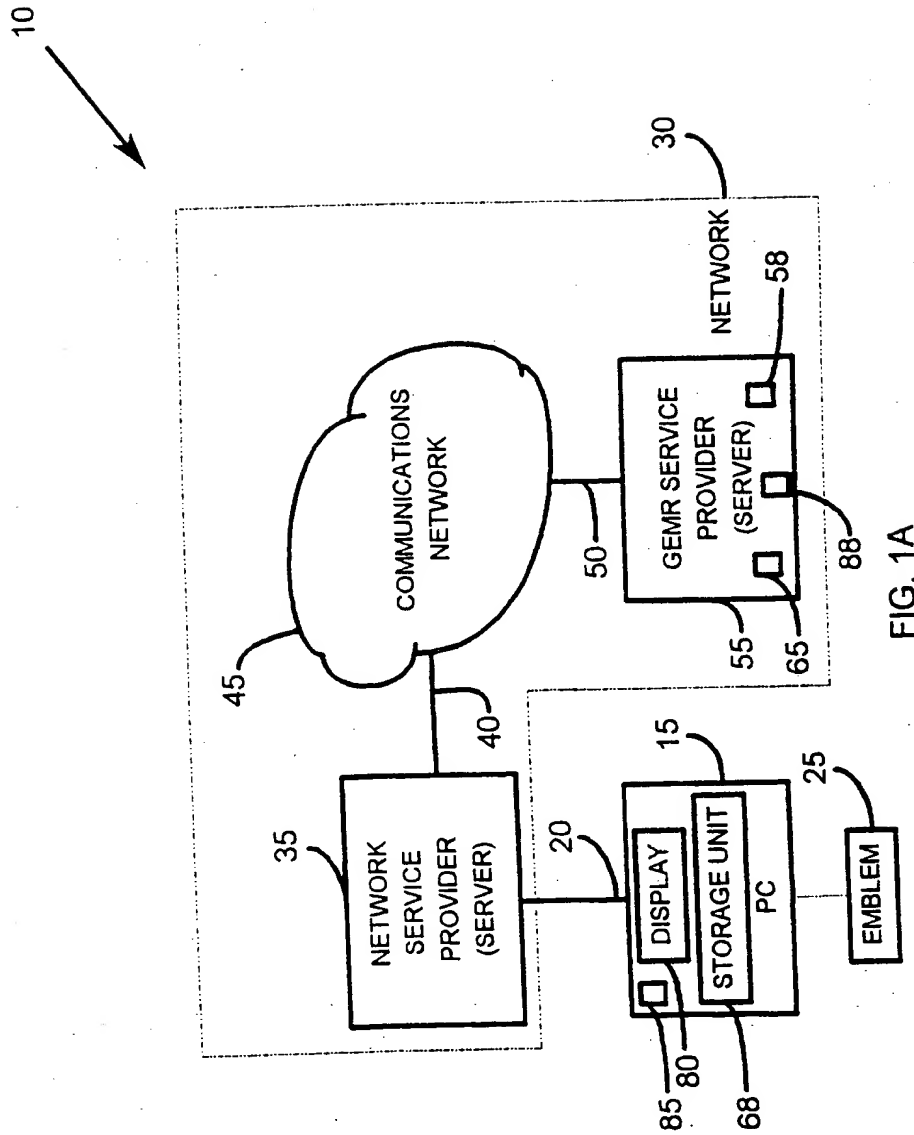 10
30
45
COMMUNICATIONS
NETWORK
NETWORK
35
NETWORK
SERVICE
PROVIDER
(SERVER)
40
50
GEMR SERVICE
PROVIDER
(SERVER)
58
88
65
55
20
15
DISPLAY
STORAGE UNIT
PC
85
80
68
25
EMBLEM
FIG. 1A